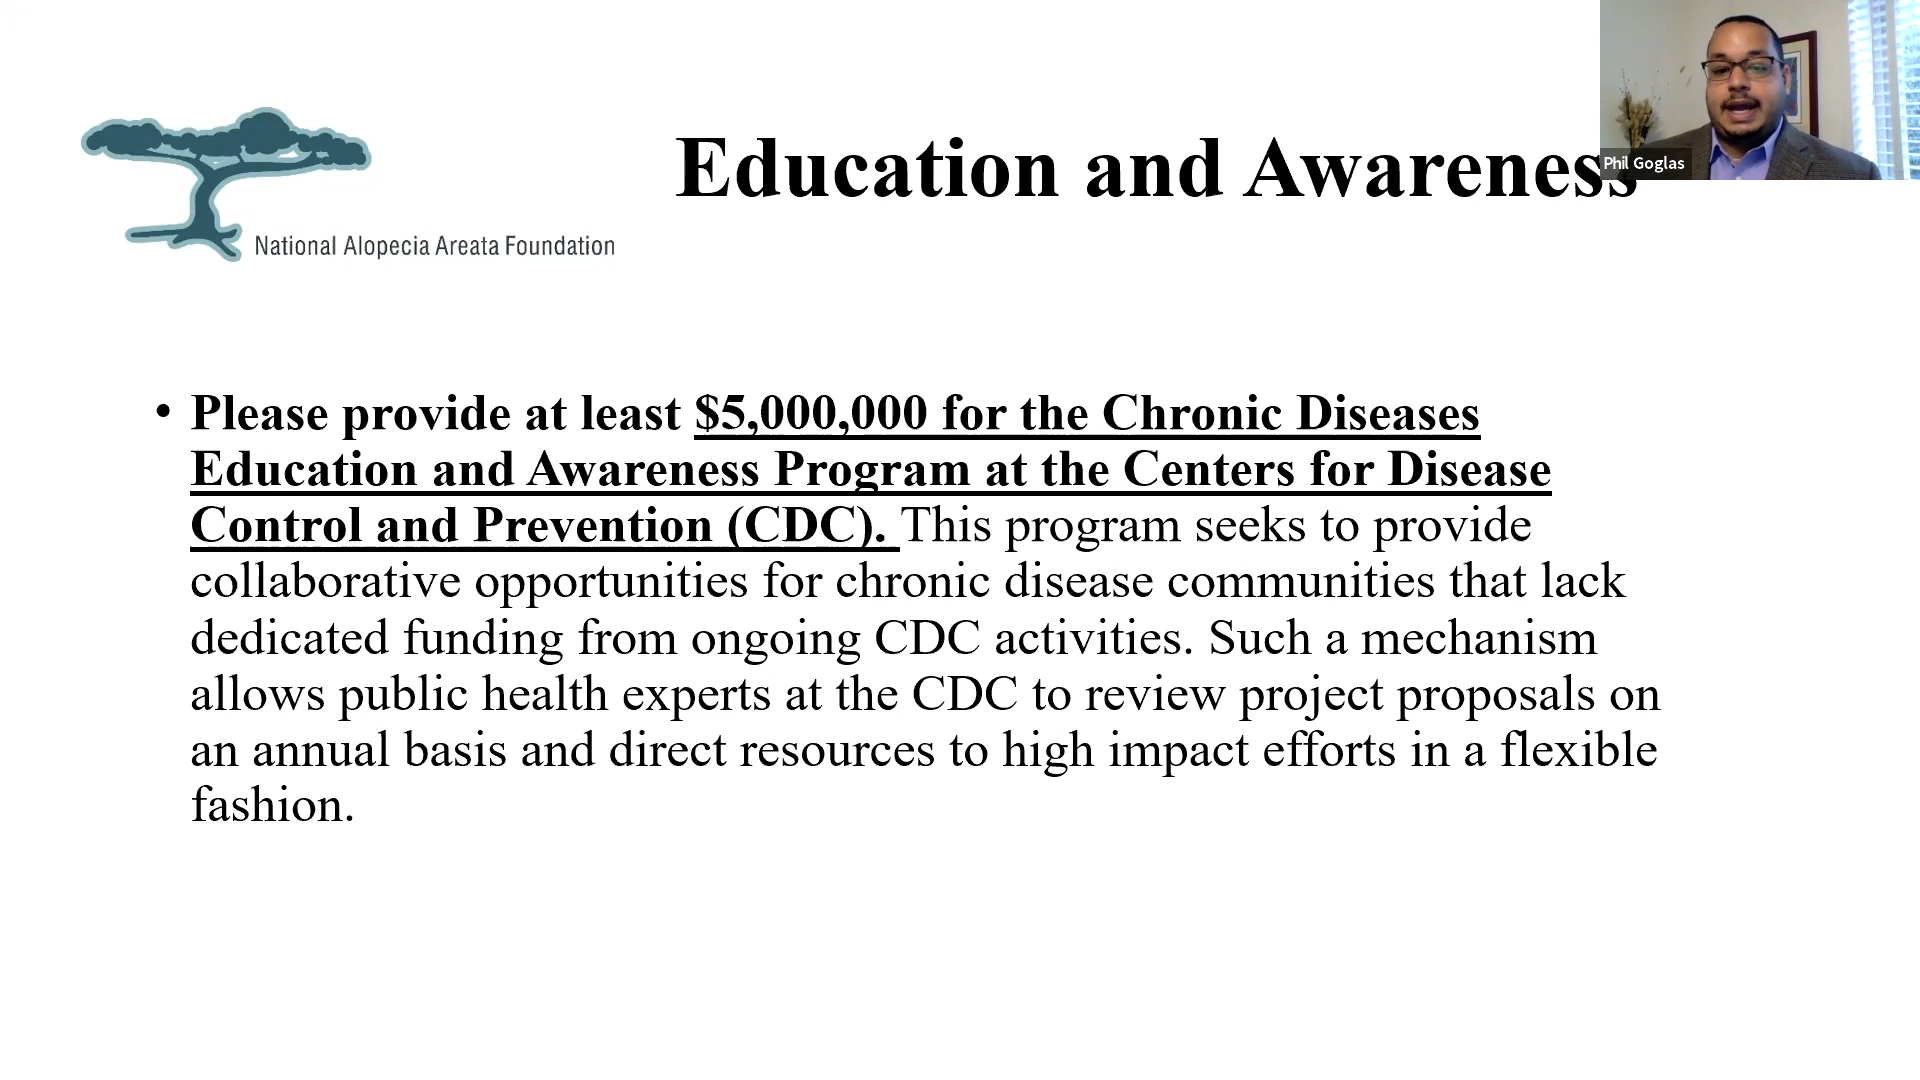 Education and Awareness
Phil Goglas
National Alopecia Areata Foundation
• Please provide at least $5,000,000 for the Chronic Diseases
Education and Awareness Program at the Centers for Disease
Control and Prevention (CDC). This program seeks to provide
collaborative opportunities for chronic disease communities that lack
dedicated funding from ongoing CDC activities. Such a mechanism
allows public health experts at the CDC to review project proposals on
an annual basis and direct resources to high impact efforts in a flexible
fashion.